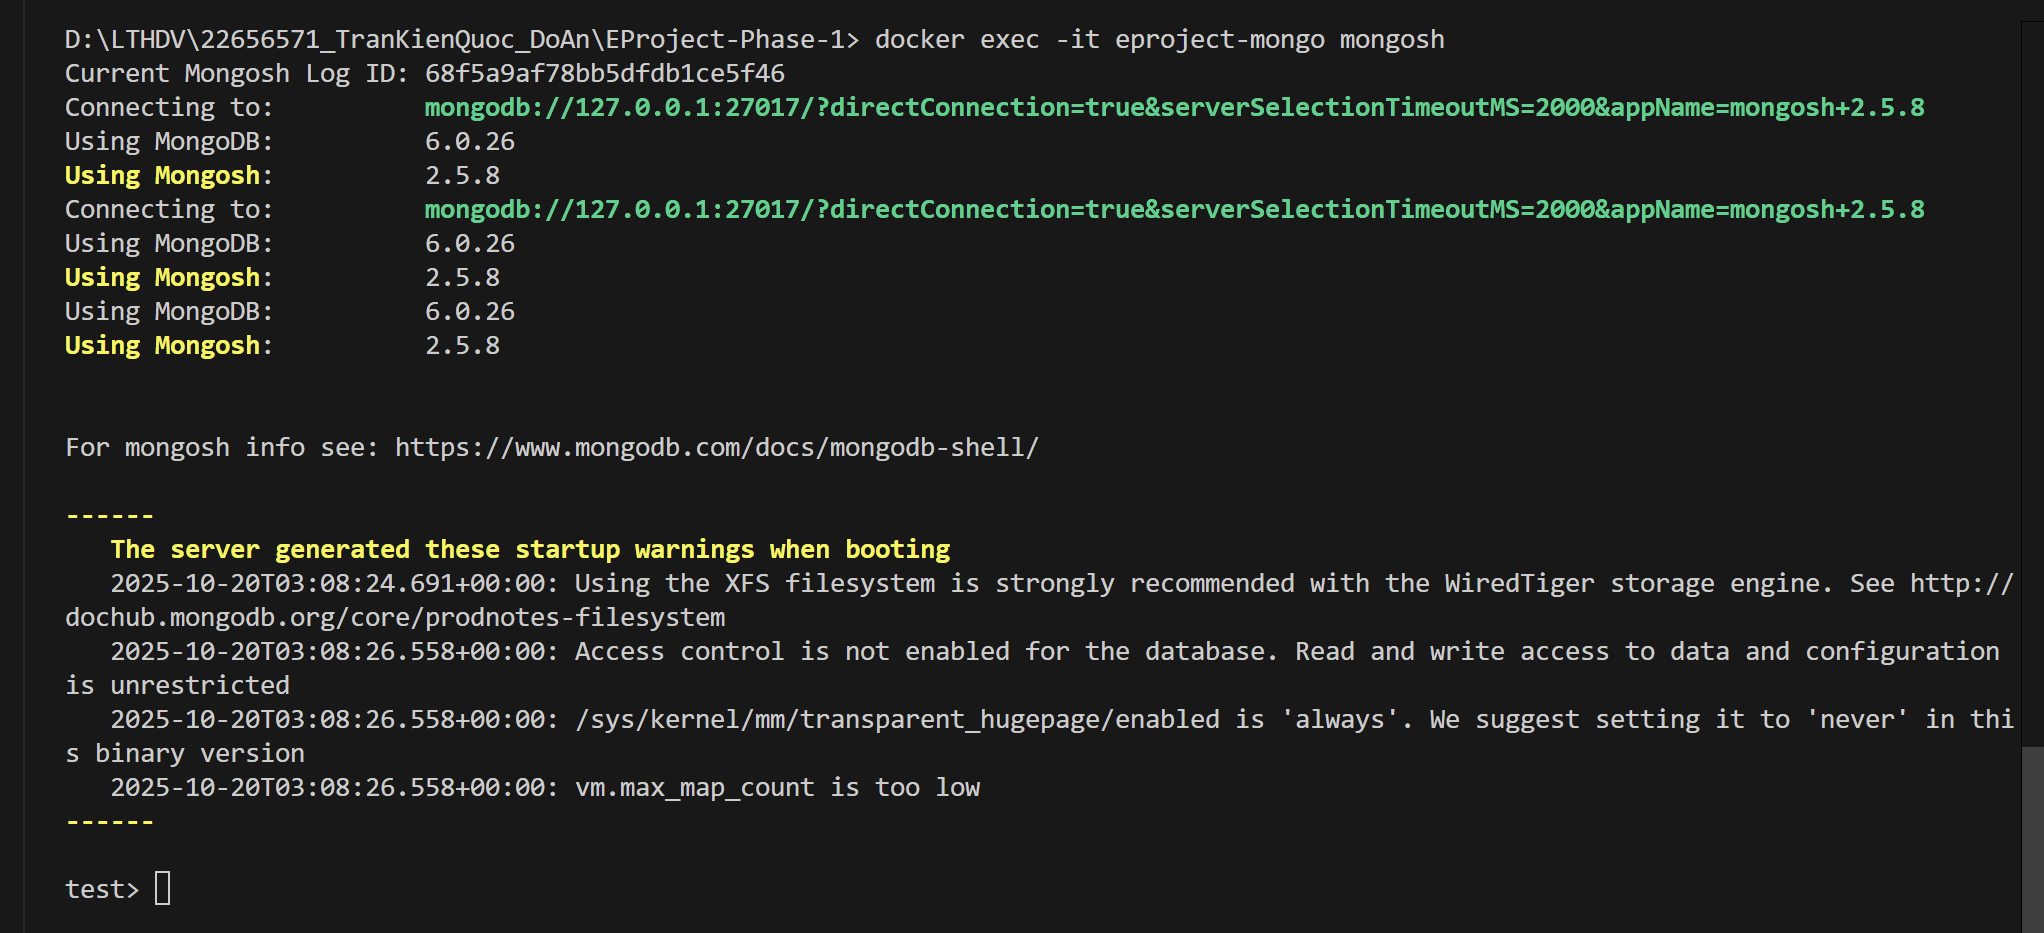 D:\LTHDV\22656571_TranKienQuoc_DoAn\EProject-Phase-1> docker exec -it eproject-mongo mongosh
Current Mongosh Log ID: 68f5a9af78bb5dfdb1ce5f46
Connecting to:          mongodb://127.0.0.1:27017/?directConnection=true&serverSelectionTimeoutMS=2000&appName=mongosh+2.5.8
Using MongoDB:          6.0.26
Using Mongosh:          2.5.8
Connecting to:          mongodb://127.0.0.1:27017/?directConnection=true&serverSelectionTimeoutMS=2000&appName=mongosh+2.5.8
Using MongoDB:          6.0.26
Using Mongosh:          2.5.8
Using MongoDB:          6.0.26
Using Mongosh:          2.5.8
For mongosh info see: https://www.mongodb.com/docs/mongodb-shell/
------
   The server generated these startup warnings when booting
   2025-10-20T03:08:24.691+00:00: Using the XFS filesystem is strongly recommended with the WiredTiger storage engine. See http://
dochub.mongodb.org/core/prodnotes-filesystem
   2025-10-20T03:08:26.558+00:00: Access control is not enabled for the database. Read and write access to data and configuration
is unrestricted
   2025-10-20T03:08:26.558+00:00: /sys/kernel/mm/transparent_hugepage/enabled is 'always'. We suggest setting it to 'never' in thi
s binary version
   2025-10-20T03:08:26.558+00:00: vm.max_map_count is too low
------
test>